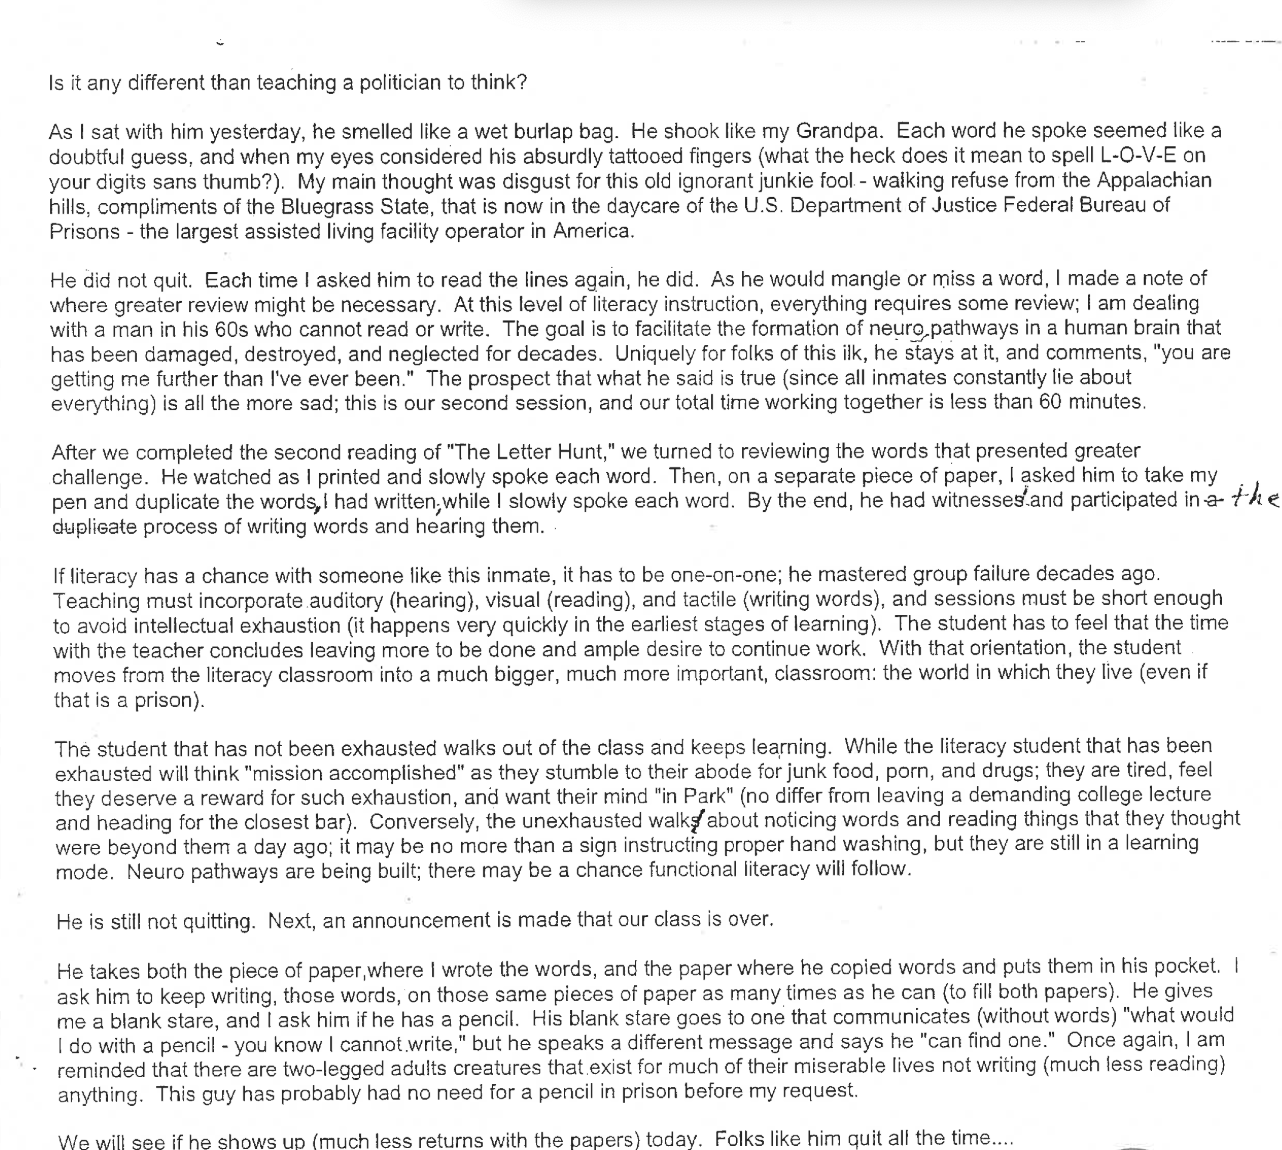 Is it any different than teaching a politician to think?
As I sat with him yesterday, he smelled like a wet burlap bag. He shook like my Grandpa. Each word he spoke seemed like a
doubtful guess, and when my eyes considered his absurdly tattooed fingers (what the heck does it mean to spell L-O-V-E on
your digits sans thumb?). My main thought was disgust for this old ignorant junkie fool - walking refuse from the Appalachian
hills, compliments of the Bluegrass State, that is now in the daycare of the U.S. Department of Justice Federal Bureau of
Prisons - the largest assisted living facility operator in America.
He did not quit. Each time I asked him to read the lines again, he did. As he would mangle or miss a word, I made a note of
where greater review might be necessary. At this level of literacy instruction, everything requires some review; I am dealing
with a man in his 60s who cannot read or write. The goal is to facilitate the formation of neuro pathways in a human brain that
has been damaged, destroyed, and neglected for decades. Uniquely for folks of this ilk, he stays at it, and comments, "you are
getting me further than I've ever been." The prospect that what he said is true (since all inmates constantly lie about
everything) is all the more sad; this is our second session, and our total time working together is less than 60 minutes.
After we completed the second reading of "The Letter Hunt," we turned to reviewing the words that presented greater
challenge. He watched as I printed and slowly spoke each word. Then, on a separate piece of paper, I asked him to take my
pen and duplicate the words, I had written, while I slowly spoke each word. By the end, he had witnesses and participated in a the
duplicate process of writing words and hearing them.
If literacy has a chance with someone like this inmate, it has to be one-on-one; he mastered group failure decades ago.
Teaching must incorporate auditory (hearing), visual (reading), and tactile (writing words), and sessions must be short enough
to avoid intellectual exhaustion (it happens very quickly in the earliest stages of learning). The student has to feel that the time
with the teacher concludes leaving more to be done and ample desire to continue work. With that orientation, the student
moves from the literacy classroom into a much bigger, much more important, classroom: the world in which they live (even if
that is a prison).
The student that has not been exhausted walks out of the class and keeps learning. While the literacy student that has been
exhausted will think "mission accomplished" as they stumble to their abode for junk food, porn, and drugs; they are tired, feel
they deserve a reward for such exhaustion, and want their mind "in Park" (no differ from leaving a demanding college lecture
and heading for the closest bar). Conversely, the unexhausted walks about noticing words and reading things that they thought
were beyond them a day ago; it may be no more than a sign instructing proper hand washing, but they are still in a learning
mode. Neuro pathways are being built; there may be a chance functional literacy will follow.
He is still not quitting. Next, an announcement is made that our class is over.
He takes both the piece of paper,where I wrote the words, and the paper where he copied words and puts them in his pocket. I
ask him to keep writing, those words, on those same pieces of paper as many times as he can (to fill both papers). He gives
me a blank stare, and I ask him if he has a pencil. His blank stare goes to one that communicates (without words) "what would
I do with a pencil - you know I cannot write," but he speaks a different message and says he "can find one." Once again, I am
reminded that there are two-legged adults creatures that exist for much of their miserable lives not writing (much less reading)
anything. This guy has probably had no need for a pencil in prison before my request.
We will see if he shows up (much less returns with the papers) today. Folks like him quit all the time....